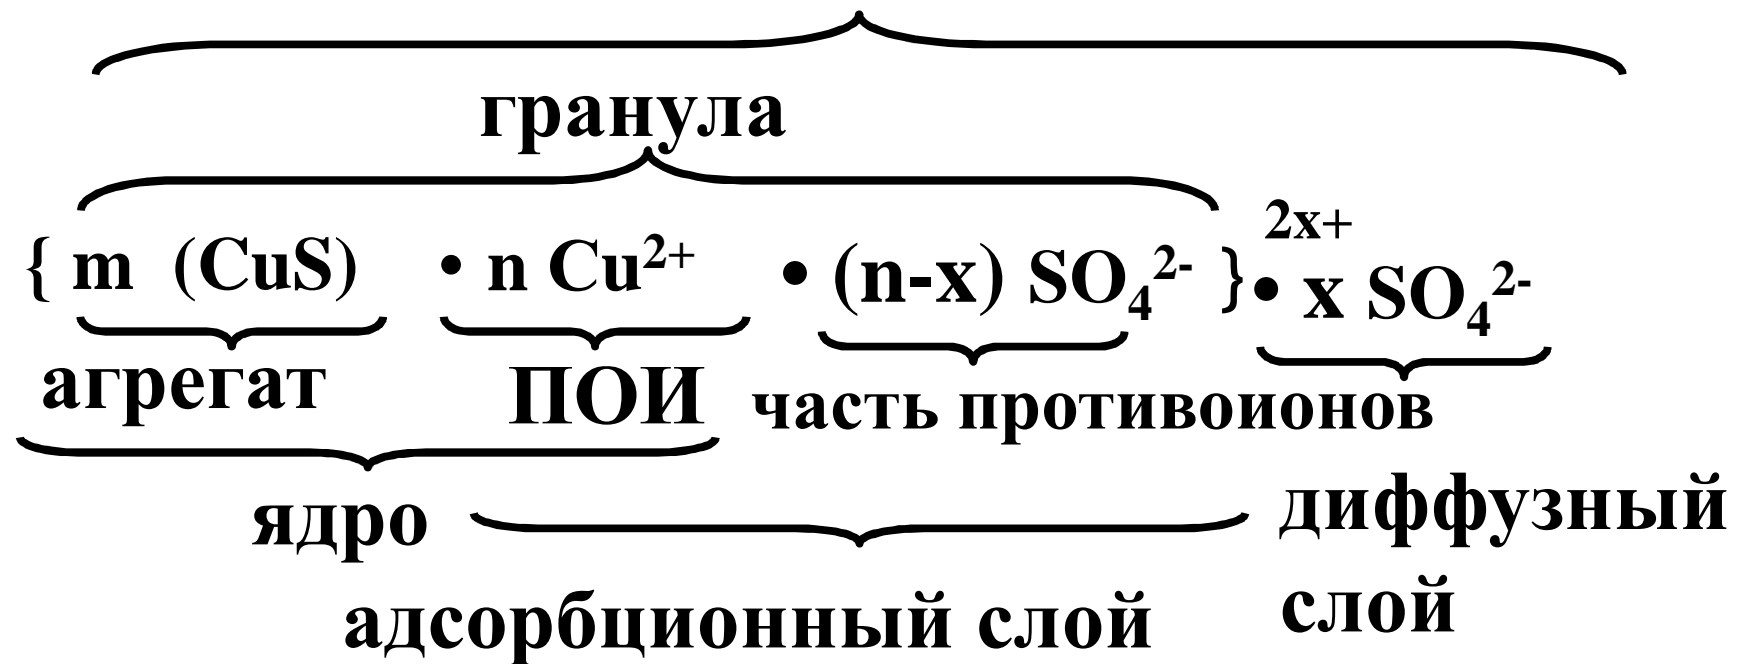 гранула
{ m (CuS) • n Cu²⁺ • (n-x) SO₄²⁻ }²ˣ⁺ • x SO₄²⁻
агрегат ПОИ часть противоионов
ядро диффузный
адсорбционный слой слой